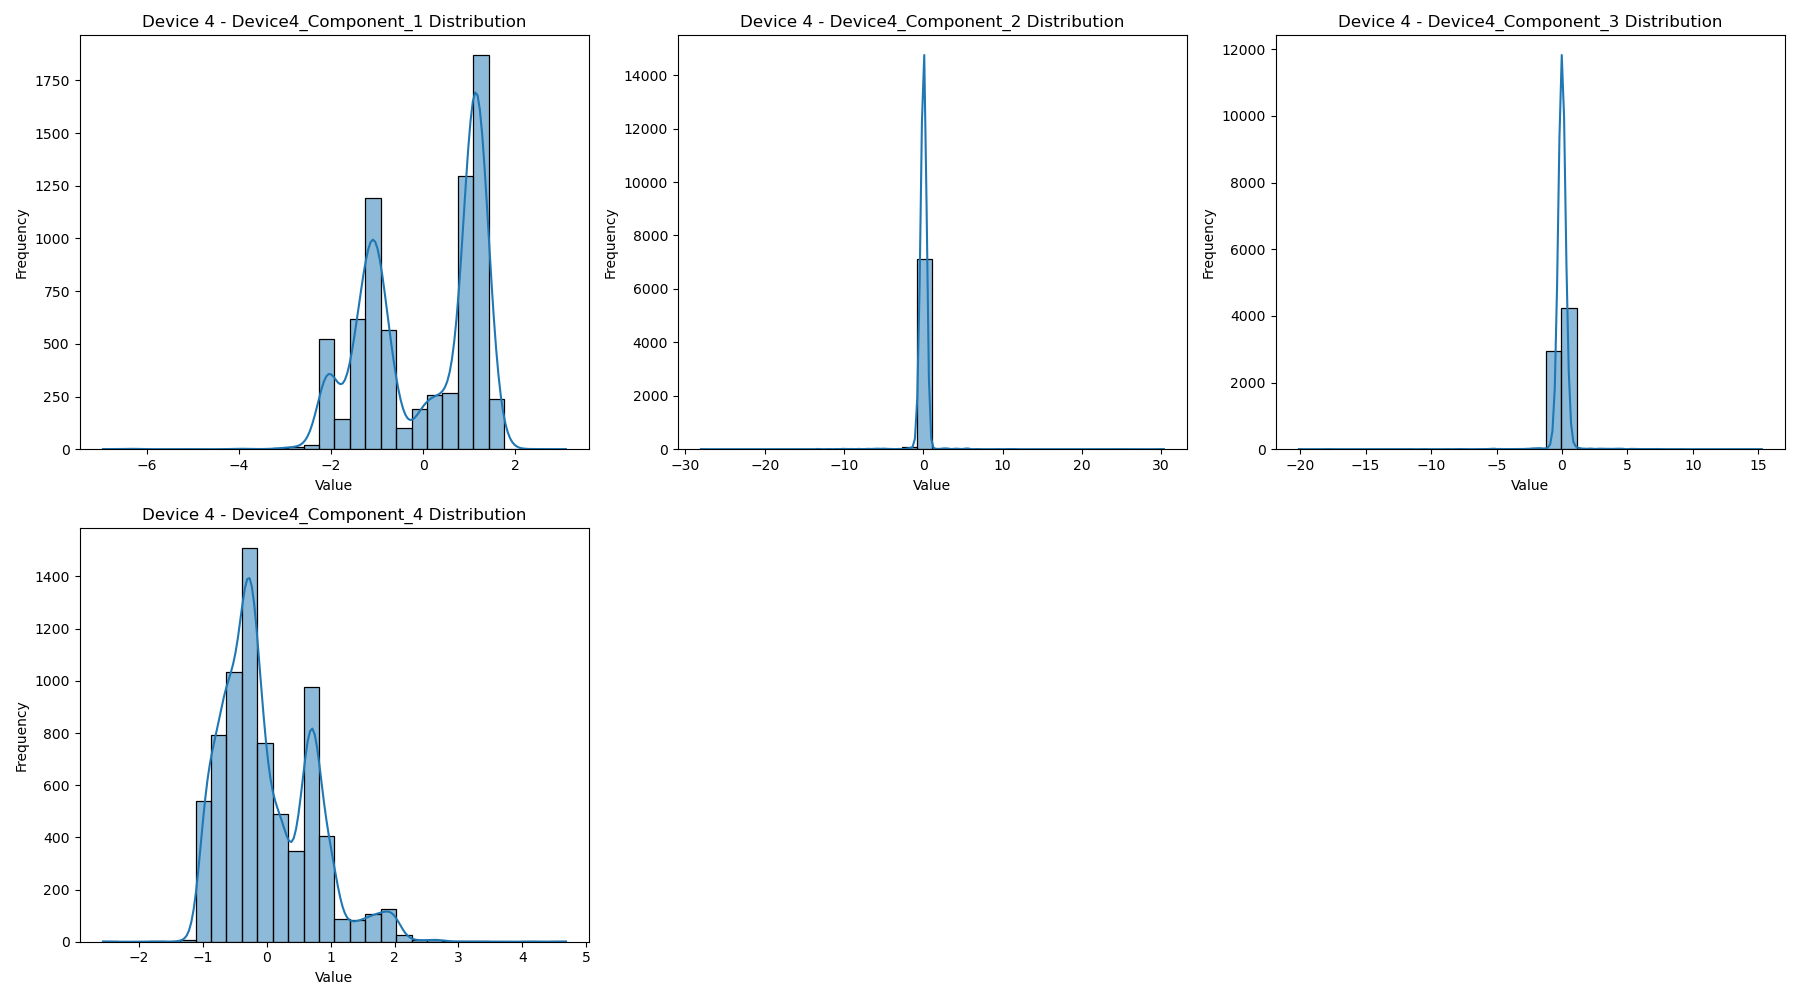 Device 4 - Device4_Component_1 Distribution
Frequency
1750
1500
1250
1000
750
500
250
0
−6 −4 −2 0 2
Value
Device 4 - Device4_Component_2 Distribution
Frequency
14000
12000
10000
8000
6000
4000
2000
0
−30 −20 −10 0 10 20 30
Value
Device 4 - Device4_Component_3 Distribution
Frequency
12000
10000
8000
6000
4000
2000
0
−20 −15 −10 −5 0 5 10 15
Value
Device 4 - Device4_Component_4 Distribution
Frequency
1400
1200
1000
800
600
400
200
0
−2 −1 0 1 2 3 4 5
Value